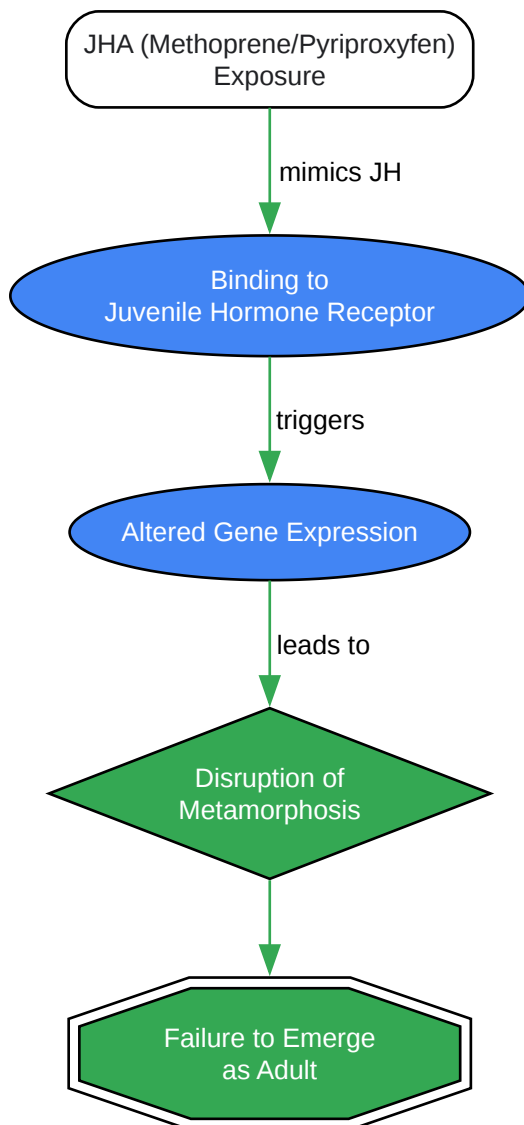 JHA (Methoprene/Pyriproxyfen)
Exposure
mimics JH
Binding to
Juvenile Hormone Receptor
triggers
Altered Gene Expression
leads to
Disruption of
Metamorphosis
Failure to Emerge
as Adult